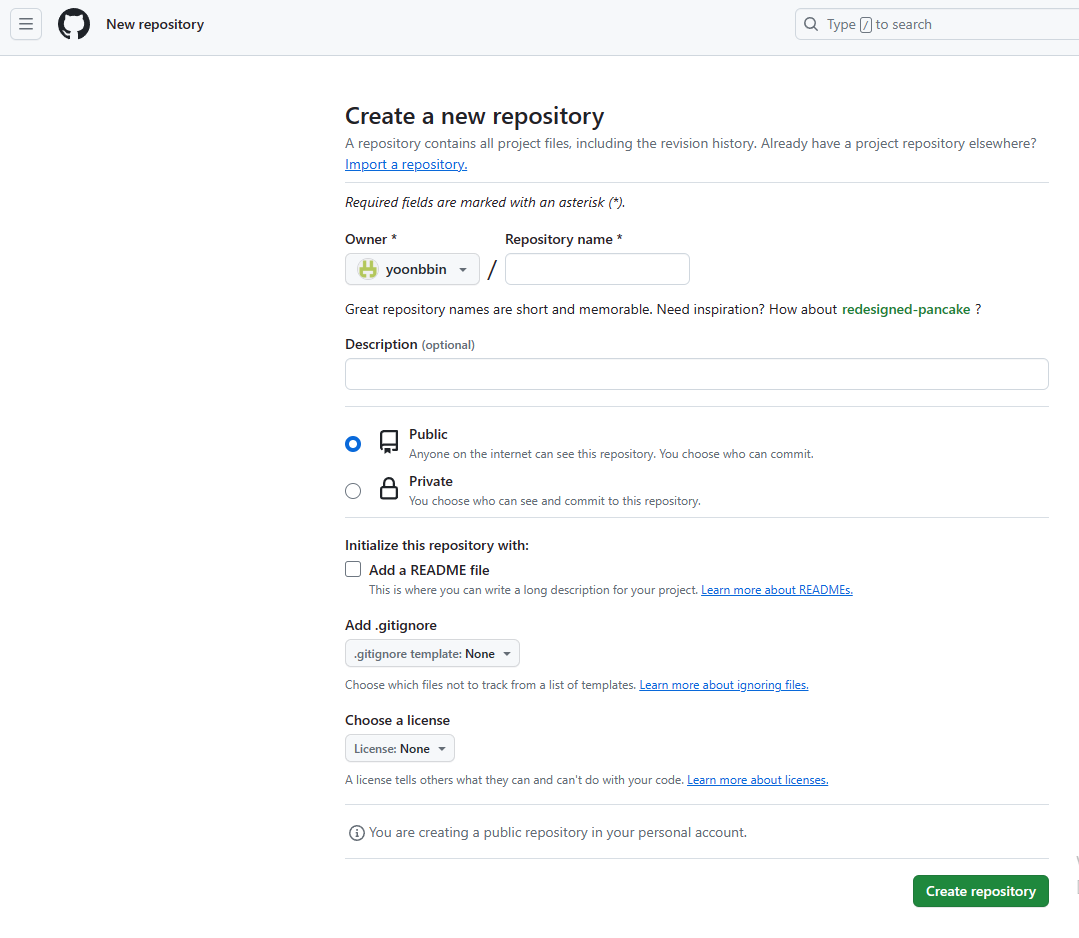 New repository
Type / to search
Create a new repository
A repository contains all project files, including the revision history. Already have a project repository elsewhere?
Import a repository.
Required fields are marked with an asterisk (*).
Owner * Repository name *
yoonbbin /
Great repository names are short and memorable. Need inspiration? How about redesigned-pancake ?
Description (optional)
Public
Anyone on the internet can see this repository. You choose who can commit.
Private
You choose who can see and commit to this repository.
Initialize this repository with:
Add a README file
This is where you can write a long description for your project. Learn more about READMEs.
Add .gitignore
.gitignore template: None
Choose which files not to track from a list of templates. Learn more about ignoring files.
Choose a license
License: None
A license tells others what they can and can't do with your code. Learn more about licenses.
You are creating a public repository in your personal account.
Create repository